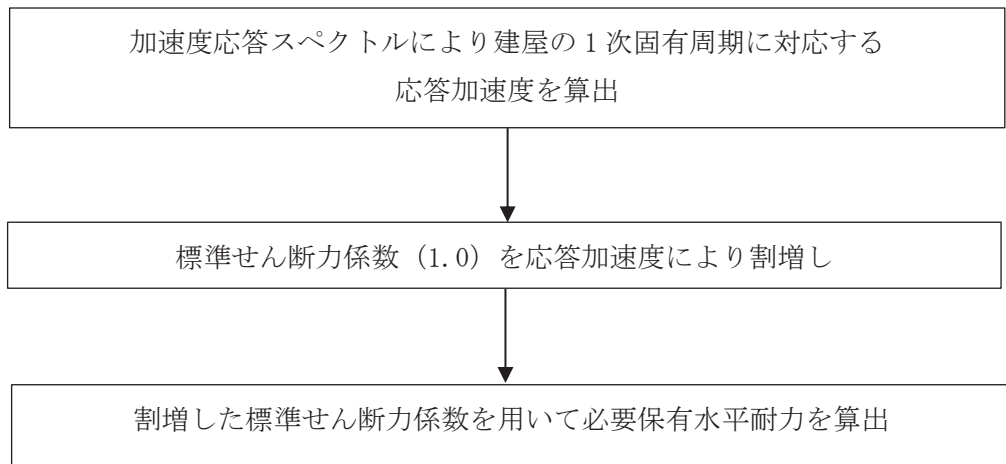 加速度応答スペクトルにより建屋の1次固有周期に対応する
応答加速度を算出
標準せん断力係数(1.0)を応答加速度により割増し
割増した標準せん断力係数を用いて必要保有水平耐力を算出